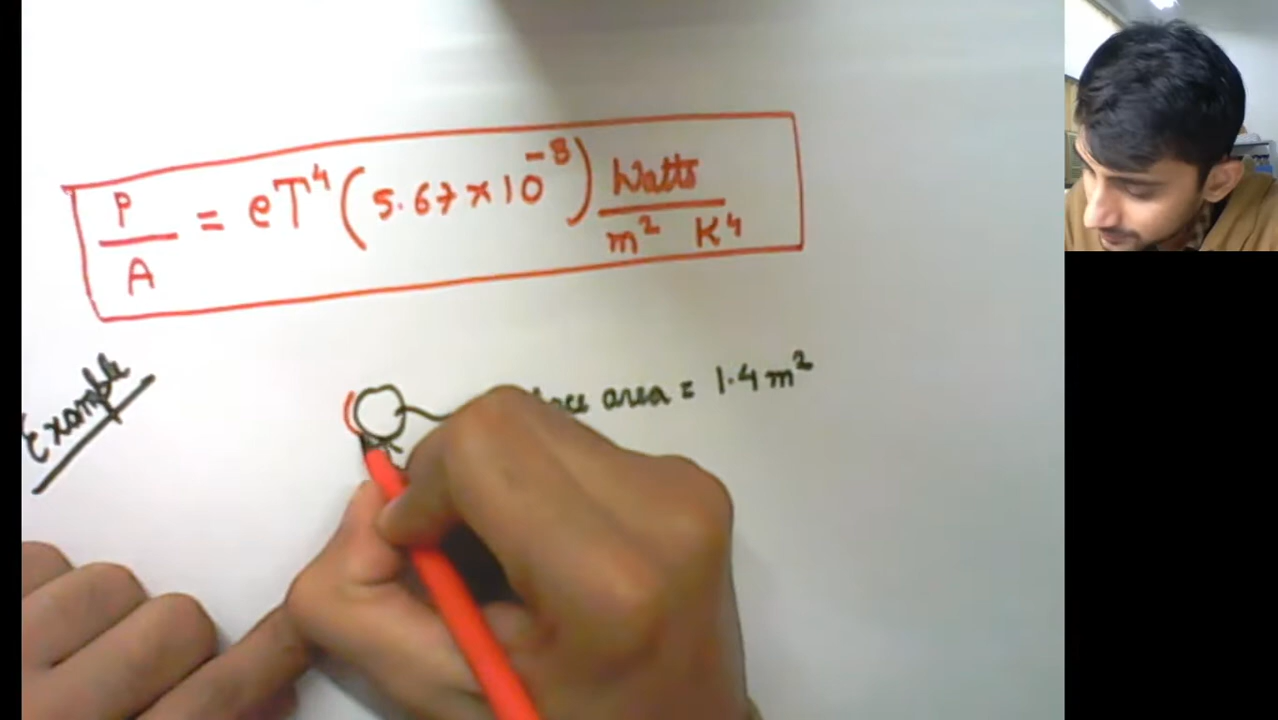 P/A = eT⁴ (5.67 × 10⁻⁸) Watts/m² K⁴
Example
area = 1.4 m²